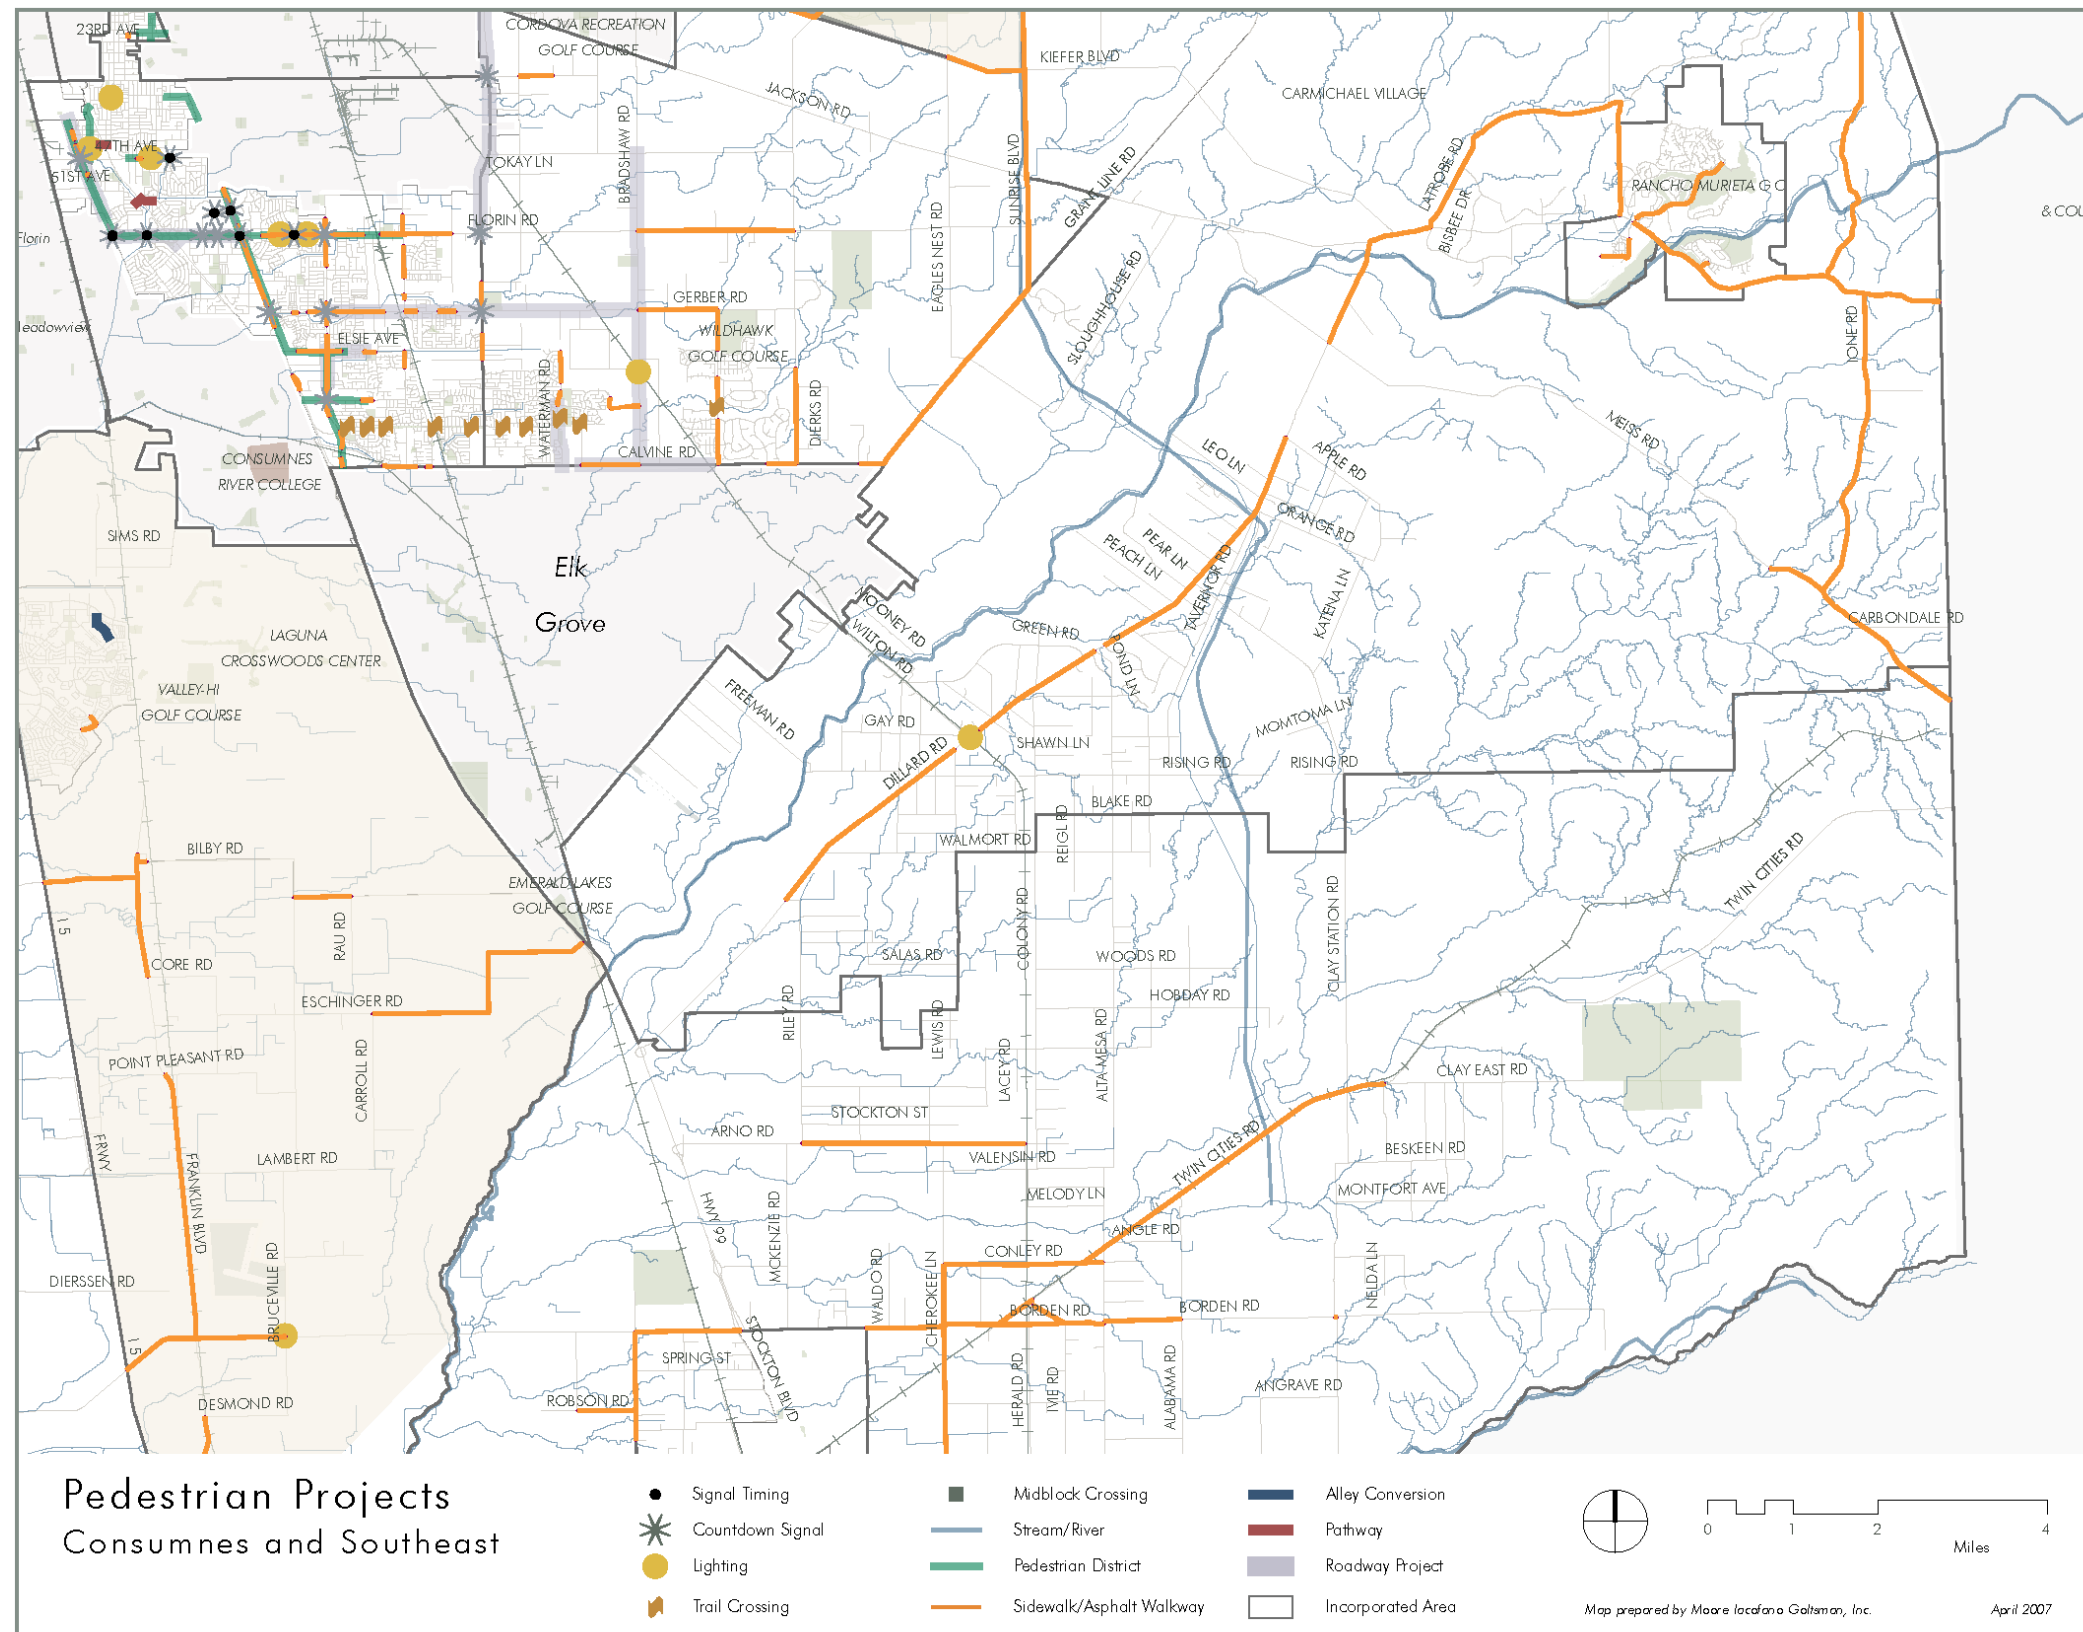 23RD AVE
CORDOVA RECREATION
GOLF COURSE
KIEFER BLVD
JACKSON RD
CARMICHAEL VILLAGE
BRADSHAW RD
TOKAY LN
51ST AVE
SUNRISE BLVD
GRANT LINE RD
LATROBE RD
BISBEE DR
RANCHO MURIETA G C
& COU
Florin
FLORIN RD
EAGLES NEST RD
SLOUGHHOUSE RD
GERBER RD
WILDHAWK
GOLF COURSE
ELSIE AVE
IONE RD
WATERMAN RD
DIERKS RD
CALVINE RD
CONSUMNES
RIVER COLLEGE
MEISS RD
LEO LN
APPLE RD
ORANGE RD
PEAR LN
PEACH LN
TAVERNOR RD
KATENA LN
SIMS RD
Elk
Grove
MOONEY RD
WILTON RD
GREEN RD
POND LN
CARBONDALE RD
LAGUNA
CROSSWOODS CENTER
VALLEY-HI
GOLF COURSE
FREEMAN RD
GAY RD
SHAWN LN
DILLARD RD
MOMTOMA LN
RISING RD
RISING RD
BLAKE RD
WALMORT RD
REIGL RD
BILBY RD
EMERALD LAKES
GOLF COURSE
TWIN CITIES RD
I 5
RAU RD
CORE RD
ESCHINGER RD
SALAS RD
COLONY RD
WOODS RD
CLAY STATION RD
HOBDAY RD
RILEY RD
LEWIS RD
POINT PLEASANT RD
CARROLL RD
LACEY RD
ALTA MESA RD
CLAY EAST RD
STOCKTON ST
ARNO RD
VALENSIN RD
TWIN CITIES RD
BESKEEN RD
FRWY
FRANKLIN BLVD
LAMBERT RD
MELODY LN
MONTFORT AVE
HWY 99
MCKENZIE RD
ANGLE RD
CONLEY RD
DIERSSEN RD
BRUCEVILLE RD
WALDO RD
CHEROKEE LN
BORDEN RD
BORDEN RD
NELDA LN
I 5
SPRING ST
STOCKTON BLVD
HERALD RD
IVIE RD
ALABAMA RD
ANGRAVE RD
DESMOND RD
ROBSON RD
Pedestrian Projects
Consumnes and Southeast
Signal Timing
Countdown Signal
Lighting
Trail Crossing
Midblock Crossing
Stream/River
Pedestrian District
Sidewalk/Asphalt Walkway
Alley Conversion
Pathway
Roadway Project
Incorporated Area
0 1 2 4
Miles
Map prepared by Moore Iacofano Goltsman, Inc.
April 2007